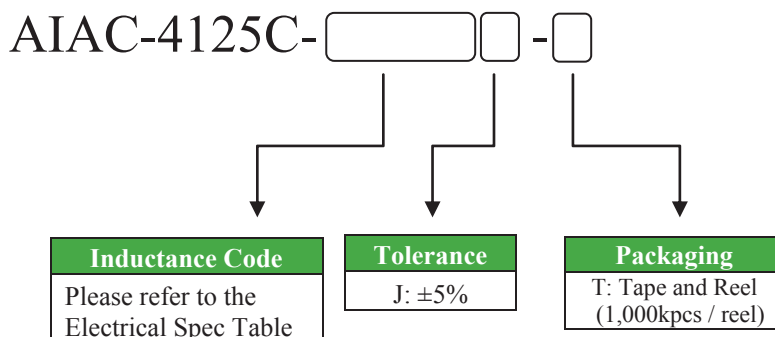 AIAC-4125C- -
Inductance Code
Please refer to the
Electrical Spec Table
Tolerance
J: ±5%
Packaging
T: Tape and Reel
(1,000kpcs / reel)